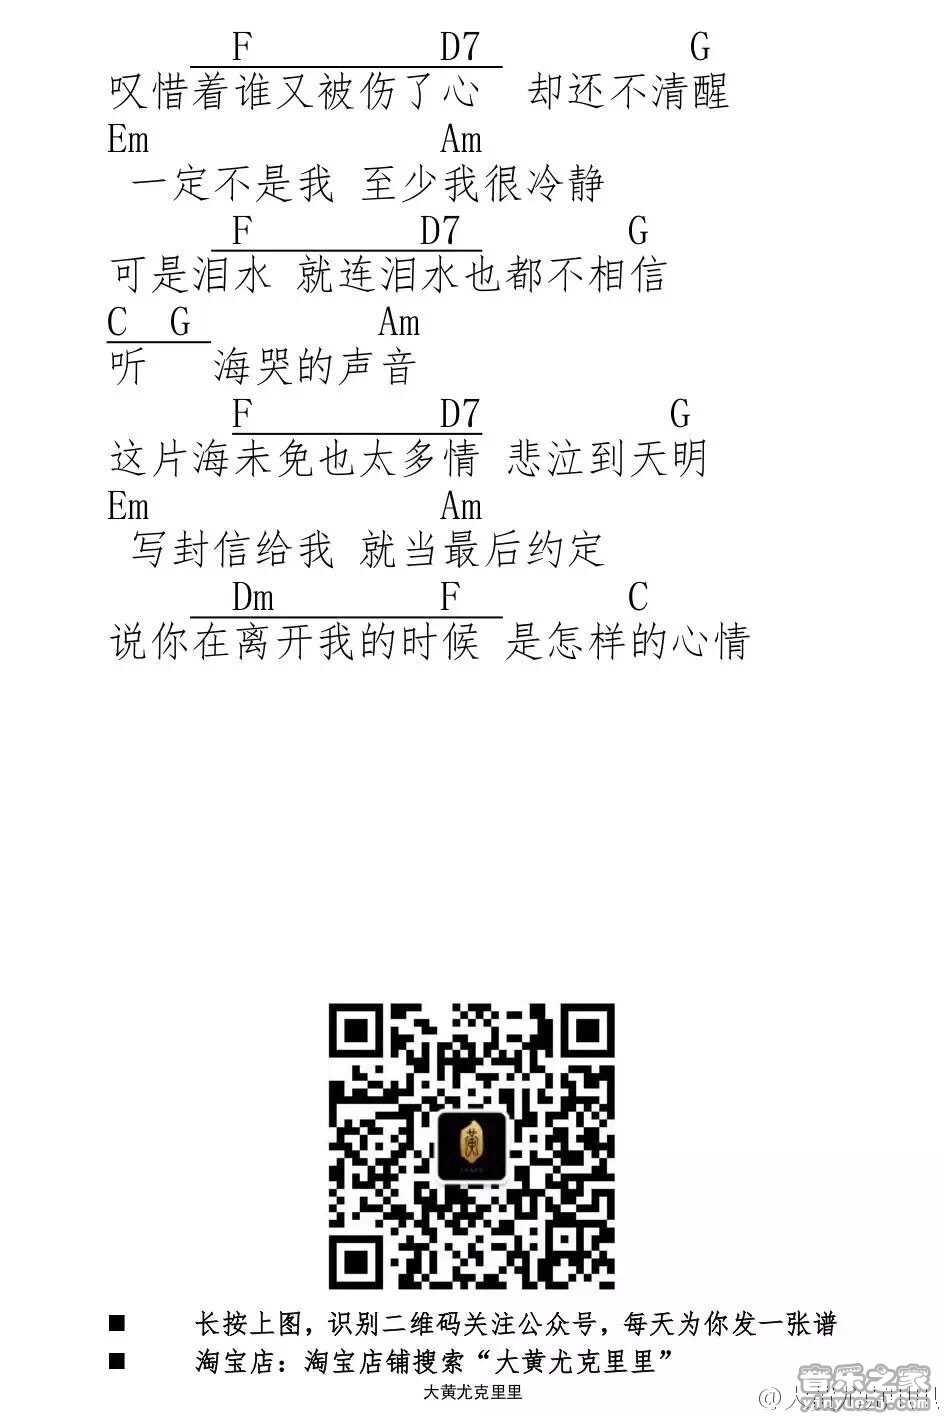 F D7 G
叹惜着谁又被伤了心 却还不清醒
Em Am
一定不是我 至少我很冷静
F D7 G
可是泪水 就连泪水也都不相信
C G Am
听 海哭的声音
F D7 G
这片海未免也太多情 悲泣到天明
Em Am
写封信给我 就当最后约定
Dm F C
说你在离开我的时候 是怎样的心情
黄
■ 长按上图，识别二维码关注公众号，每天为你发一张谱
■ 淘宝店：淘宝店铺搜索“大黄尤克里里”
大黄尤克里里
音乐之家
yinyuezj.com